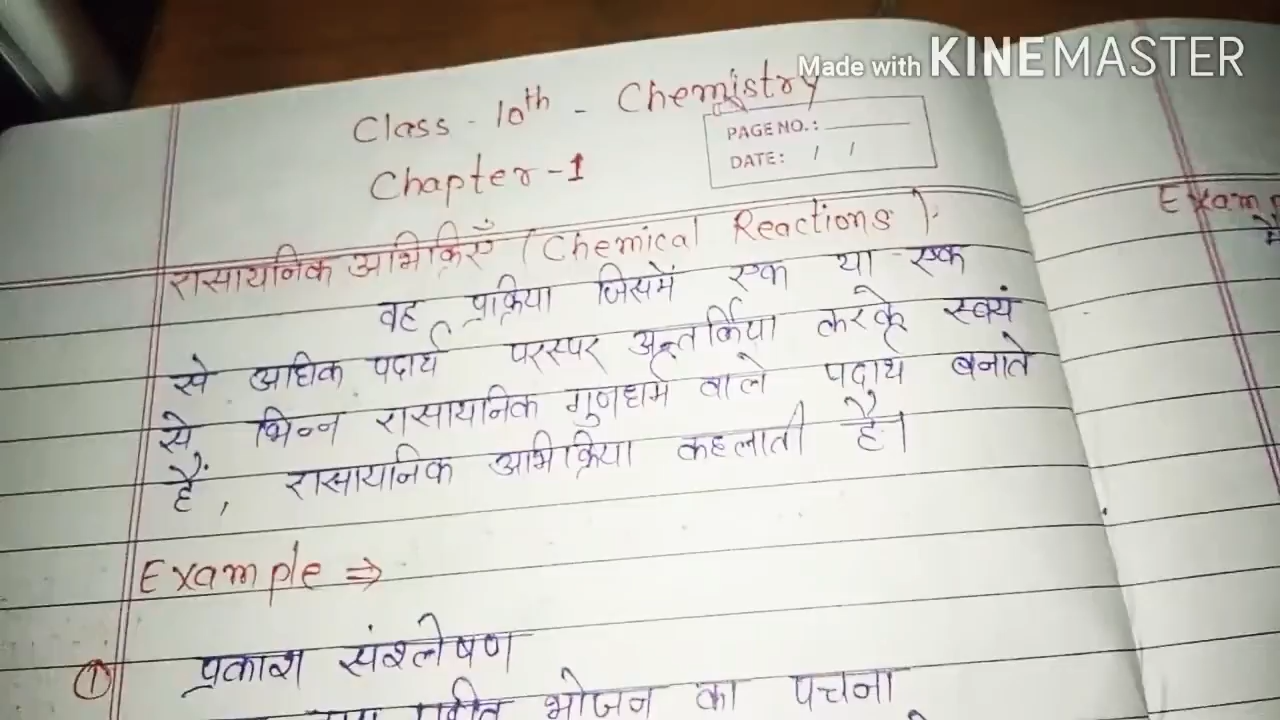 Made with KINEMASTER
Class - 10th - Chemistry
PAGE NO.:
DATE: / /
Chapter - 1
रासायनिक अभिक्रिएँ (Chemical Reactions).
वह प्रक्रिया जिसमें एक या एक
से अधिक पदार्थ परस्पर अन्तर्क्रिया करके स्वयं
से भिन्न रासायनिक गुणधर्म वाले पदार्थ बनाते
हैं, रासायनिक अभिक्रिया कहलाती है।
Example ⇒
① प्रकाश संश्लेषण
भोजन का पचना
Examp